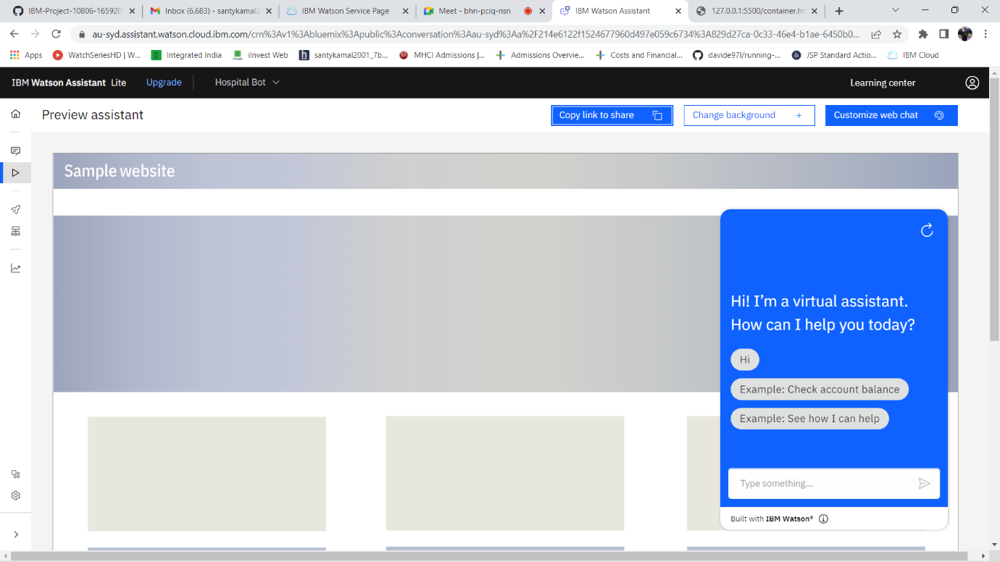 IBM-Project-10806-165920
Inbox (6,683) - santykamal2
IBM Watson Service Page
Meet - bhn-pciq-nsn
IBM Watson Assistant
127.0.0.1:5500/container.ht
au-syd.assistant.watson.cloud.ibm.com/crn%3Av1%3Abluemix%3Apublic%3Aconversation%3Aau-syd%3Aa%2F214e6122f1524677960d497e059c6734%3A829d27ca-0c33-46e4-b1ae-6450b0...
Apps
WatchSeriesHD | W...
Integrated India
iInvest Web
santykamal2001_7b...
MHCI Admissions |...
Admissions Overvie...
Costs and Financial...
davide97l/running-...
JSP Standard Actio...
IBM Cloud
IBM Watson Assistant Lite
Upgrade
Hospital Bot
Learning center
Preview assistant
Copy link to share
Change background +
Customize web chat
Sample website
Hi! I'm a virtual assistant.
How can I help you today?
Hi
Example: Check account balance
Example: See how I can help
Type something...
Built with IBM Watson®